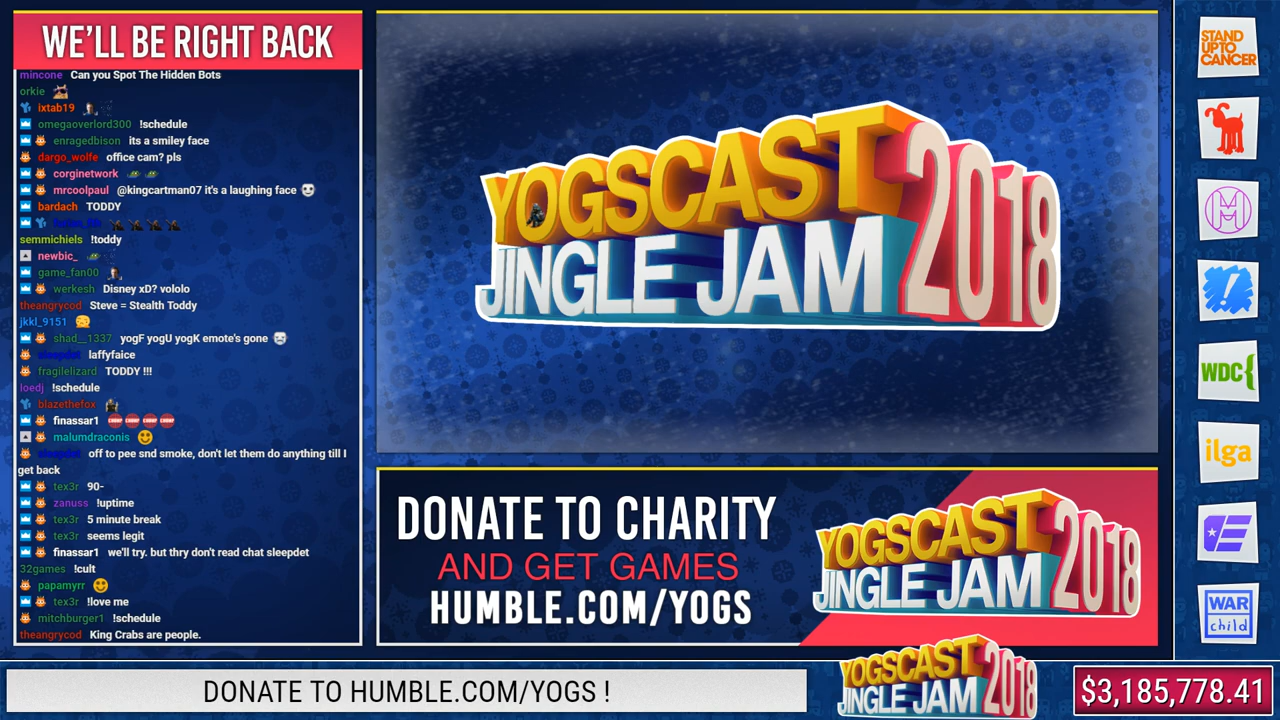 WE'LL BE RIGHT BACK
mincone Can you Spot The Hidden Bots
orkie
ixtab19
omegaoverlord300 !schedule
enragedbison its a smiley face
dargo_wolfe office cam? pls
corginetwork
mrcoolpaul @kingcartman07 it's a laughing face
bardach TODDY
semmichiels !toddy
newbic_
game_fan00
werkesh Disney xD? vololo
theangrycod Steve = Stealth Toddy
jkkl_9151
shad__1337 yogF yogU yogK emote's gone
sleepdet laffyfaice
fragilelizard TODDY !!!
loedj !schedule
blazethefox
finassar1
malumdraconis
sleepdet off to pee snd smoke, don't let them do anything till I
get back
tex3r 90-
zanuss !uptime
tex3r 5 minute break
tex3r seems legit
finassar1 we'll try. but thry don't read chat sleepdet
32games !cult
papamyrr
tex3r !love me
mitchburger1 !schedule
theangrycod King Crabs are people.
YOGSCAST
JINGLE JAM 2018
DONATE TO CHARITY
AND GET GAMES
HUMBLE.COM/YOGS
YOGSCAST
JINGLE JAM 2018
STAND
UP TO
CANCER
WDC{
ilga
WAR
child
DONATE TO HUMBLE.COM/YOGS !
YOGSCAST
JINGLE JAM 2018
$3,185,778.41